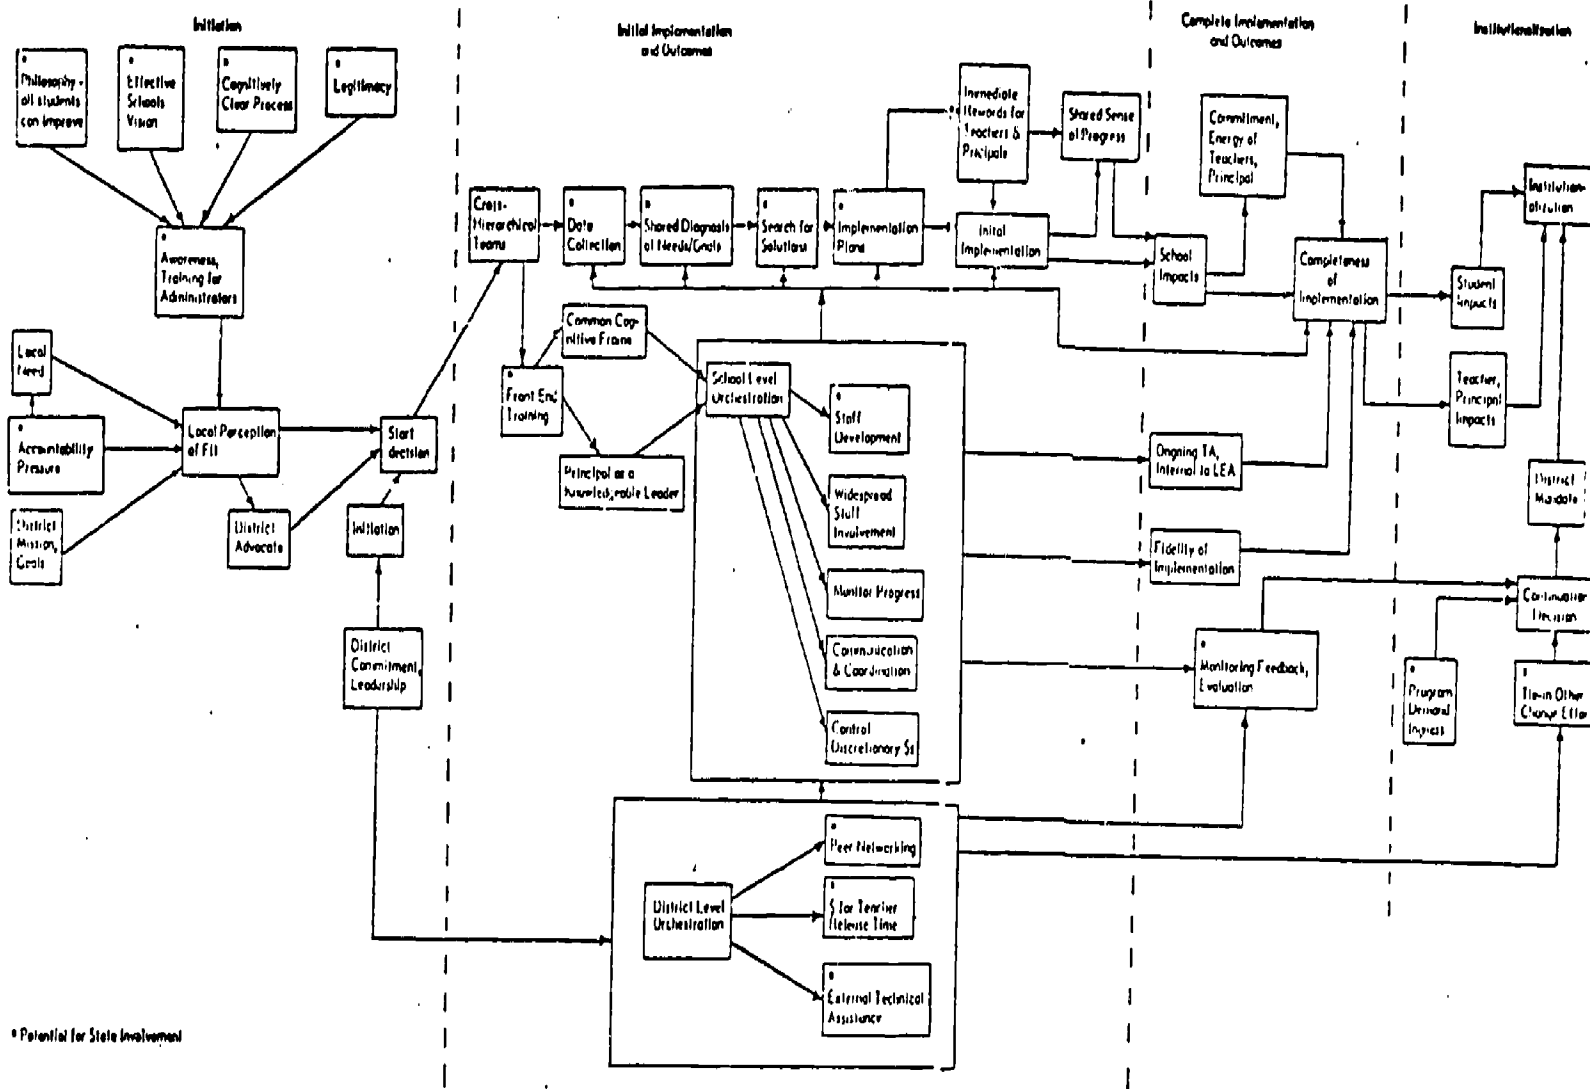 Initiation
Initial Implementation
and Outcomes
Complete Implementation
and Outcomes
Institutionalization
*
Philosophy -
all students
can Improve
*
Effective
Schools
Vision
*
Cognitively
Clear Process
*
Legitimacy
*
Awareness,
Training for
Administrators
Local
Need
*
Accountability
Pressure
District
Mission,
Goals
Local Perception
of
District
Advocate
Start
decision
Initiation
District
Commitment,
Leadership
Cross-
Hierarchical
Teams
*
Data
Collection
*
Shared Diagnosis
of Needs/Goals
*
Search for
Solutions
*
Implementation
Plans
*
Immediate
Rewards for
Teachers &
Principals
Shared Sense
of Progress
Initial
Implementation
*
Front End
Training
Common Cog-
nitive Frame
Principal as a
Knowledgeable Leader
School Level
Orchestration
*
Staff
Development
Widespread
Staff
Involvement
Monitor Progress
Communication
& Coordination
Control
Discretionary $s
District Level
Orchestration
*
Peer Networking
*
$ for Teacher
Release Time
*
External Technical
Assistance
Commitment,
Energy of
Teachers,
Principal
School
Impacts
Completeness
of
Implementation
Ongoing TA,
Internal to LEA
Fidelity of
Implementation
*
Monitoring Feedback,
Evaluation
Institution-
alization
Student
Impacts
Teacher,
Principal
Impacts
District
Mandate
Continuation
Decision
*
Program
Demand
*
Tie-in Other
Change Effor
* Potential for State Involvement